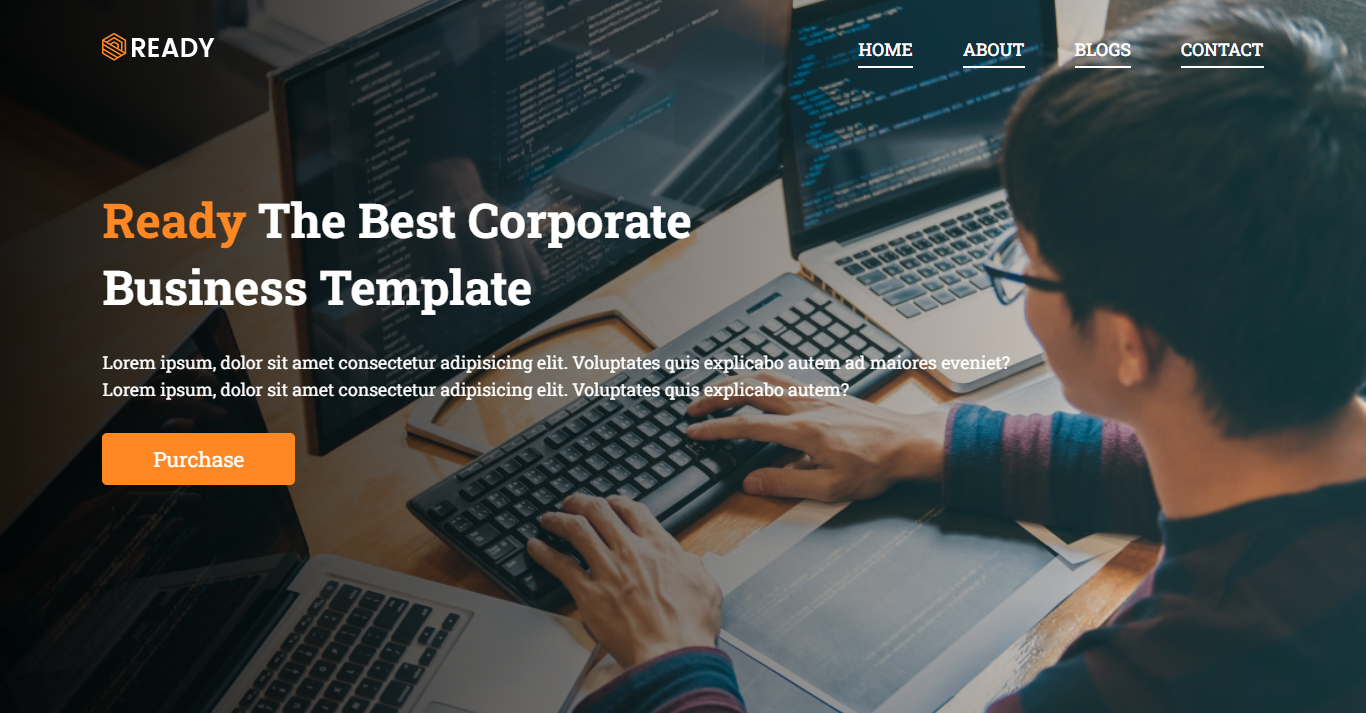 READY
HOME ABOUT BLOGS CONTACT
Ready The Best Corporate
Business Template
Lorem ipsum, dolor sit amet consectetur adipisicing elit. Voluptates quis explicabo autem ad maiores eveniet?
Lorem ipsum, dolor sit amet consectetur adipisicing elit. Voluptates quis explicabo autem?
Purchase